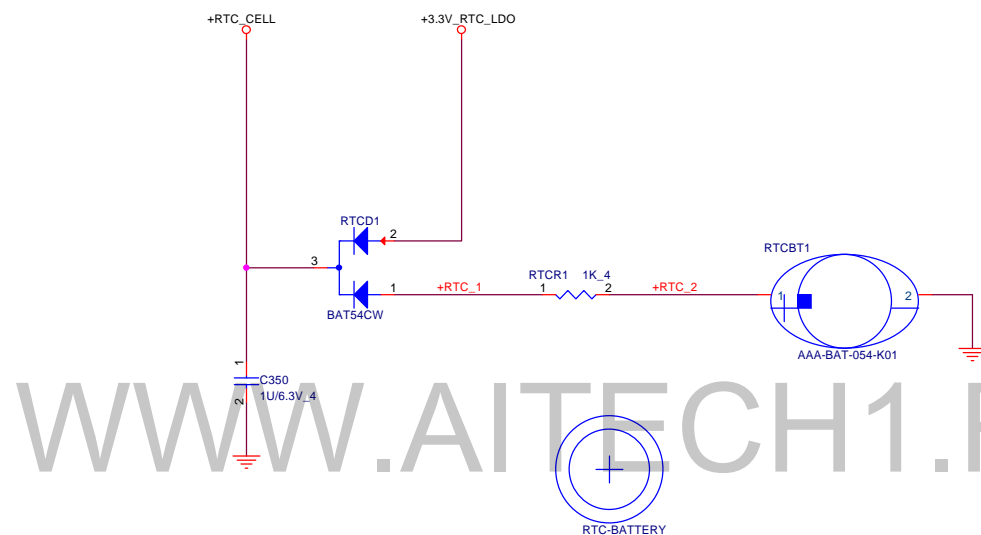 +RTC_CELL
+3.3V_RTC_LDO
RTCD1
2
3
1
BAT54CW
+RTC_1
RTCR1 1K_4
1 2
+RTC_2
RTCBT1
1 2
AAA-BAT-054-K01
1
C350
1U/6.3V_4
2
WWW.AITECH1.
RTC-BATTERY